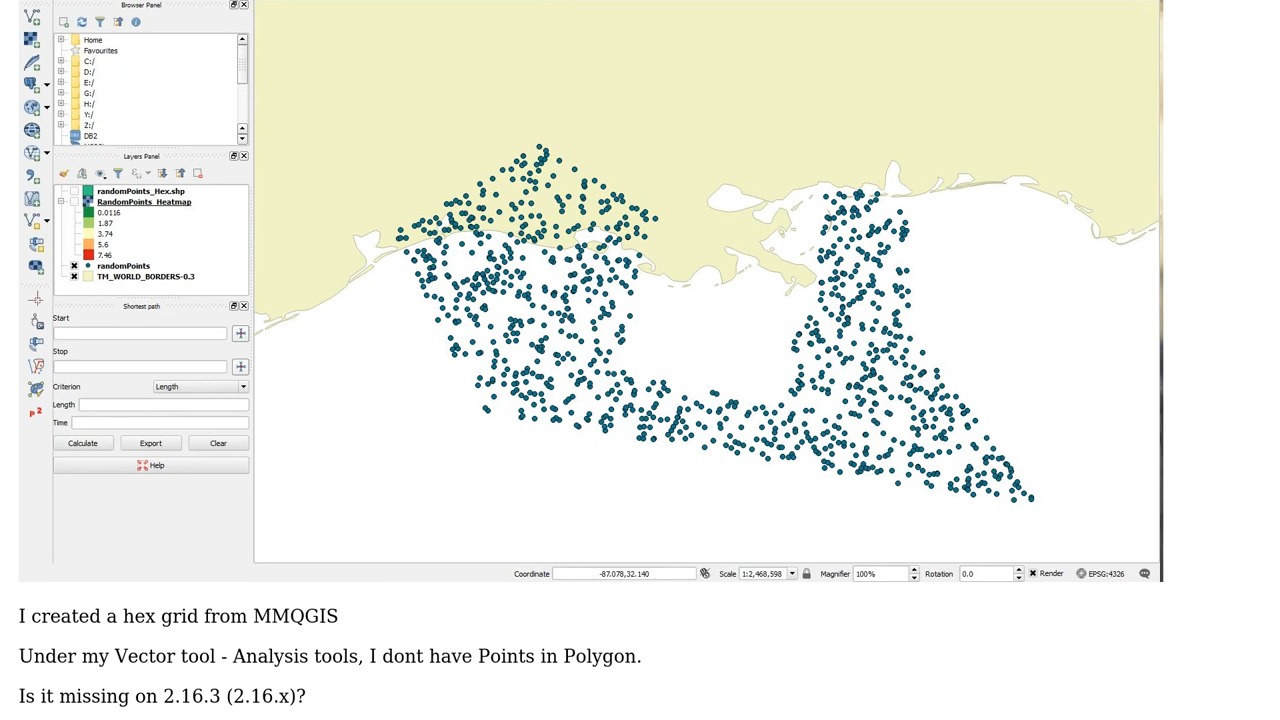 Browser Panel
Home
Favourites
C:/
D:/
E:/
G:/
H:/
Y:/
Z:/
DB2
Layers Panel
randomPoints_Hex.shp
RandomPoints_Heatmap
0.0116
1.87
3.74
5.6
7.46
randomPoints
TM_WORLD_BORDERS-0.3
Shortest path
Start
Stop
Criterion Length
Length
Time
Calculate Export Clear
Help
Coordinate -87.078,32.140 Scale 1:2,468,598 Magnifier 100% Rotation 0.0 Render EPSG:4326
I created a hex grid from MMQGIS
Under my Vector tool - Analysis tools, I dont have Points in Polygon.
Is it missing on 2.16.3 (2.16.x)?